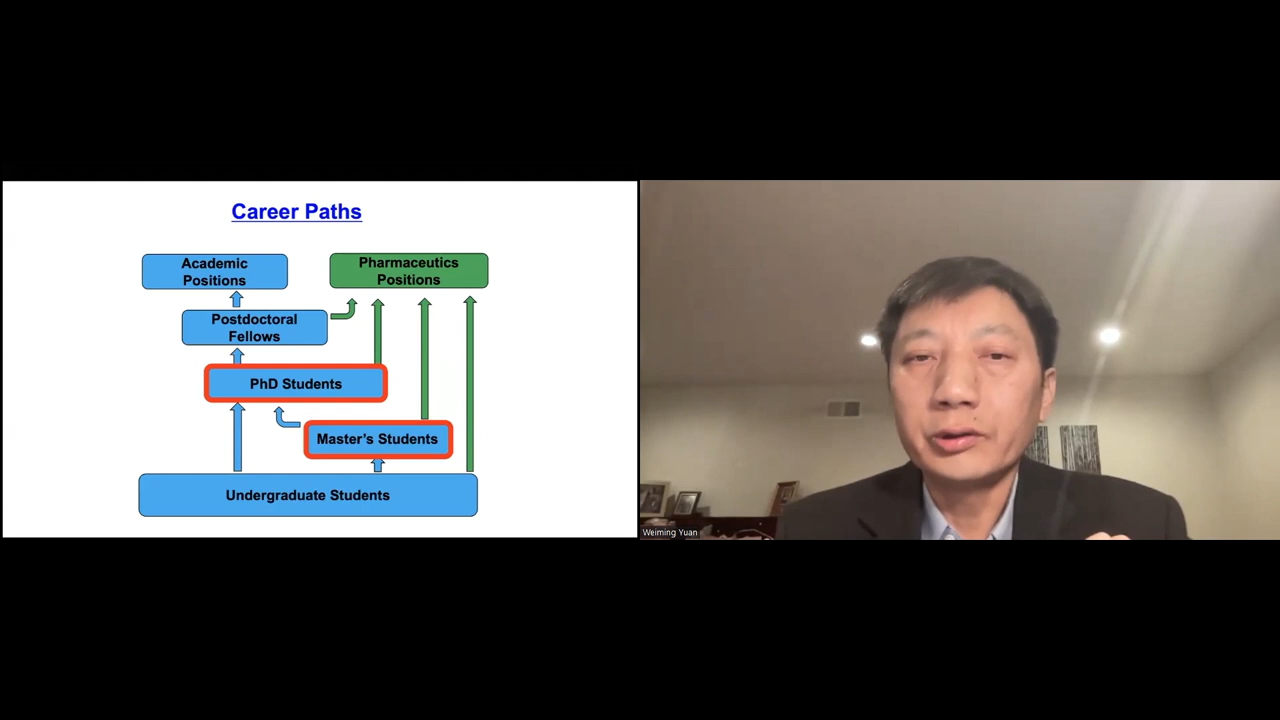 Career Paths
Academic
Positions
Pharmaceutics
Positions
Postdoctoral
Fellows
PhD Students
Master's Students
Undergraduate Students
Weiming Yuan